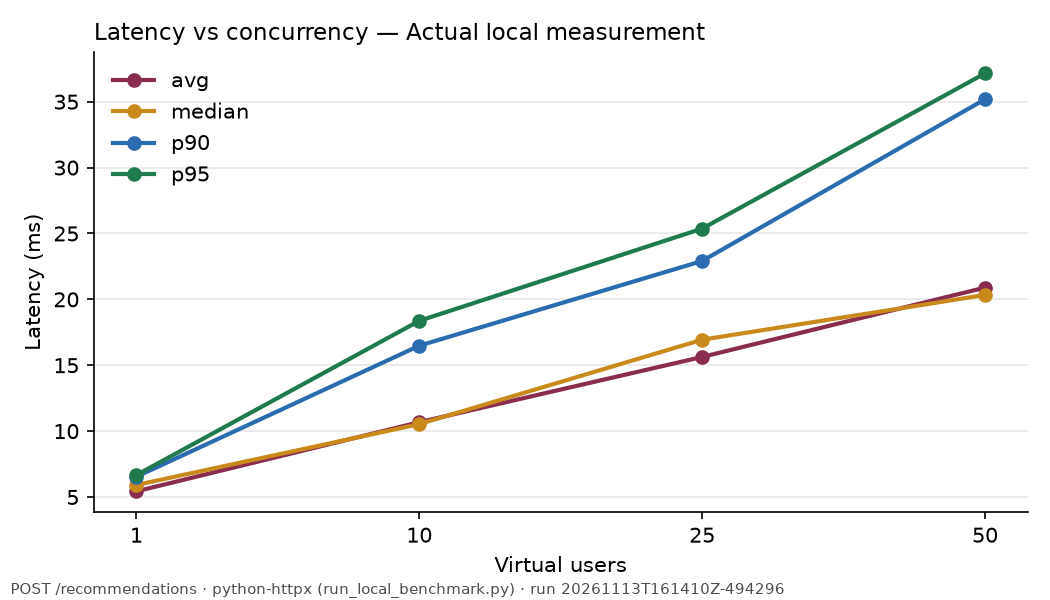 Latency vs concurrency — Actual local measurement
avg
median
p90
p95
35
30
25
20
15
10
5
Latency (ms)
1 10 25 50
Virtual users
POST /recommendations · python-httpx (run_local_benchmark.py) · run 20261113T161410Z-494296